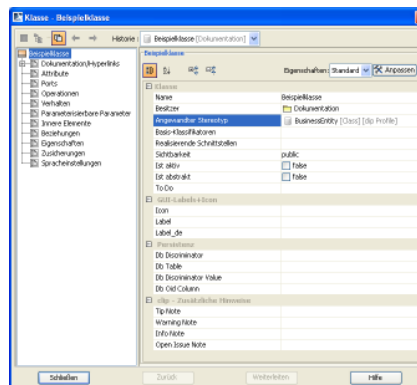 Klasse - Beispielklasse
Historie: Beispielklasse [Dokumentation]
Beispielklasse
Dokumentation/Hyperlinks
Attribute
Ports
Operationen
Verhalten
Parametrisierbare Parameter
Innere Elemente
Beziehungen
Eigenschaften
Zusicherungen
Spracheinstellungen
Beispielklasse
Eigenschaften: Standard Anpassen
Klasse
Name Beispielklasse
Besitzer Dokumentation
Angewandter Stereotyp BusinessEntity [Class] [clip Profile]
Basis-Klassifikatoren
Realisierende Schnittstellen
Sichtbarkeit public
Ist aktiv false
Ist abstrakt false
To Do
GUI-Labels+Icon
Icon
Label
Label_de
Persistenz
Db Discriminator
Db Table
Db Discriminator Value
Db Old Column
clip - Zusätzliche Hinweise
Tip Note
Warning Note
Info Note
Open Issue Note
Schließen Zurück Weiterleiten Hilfe